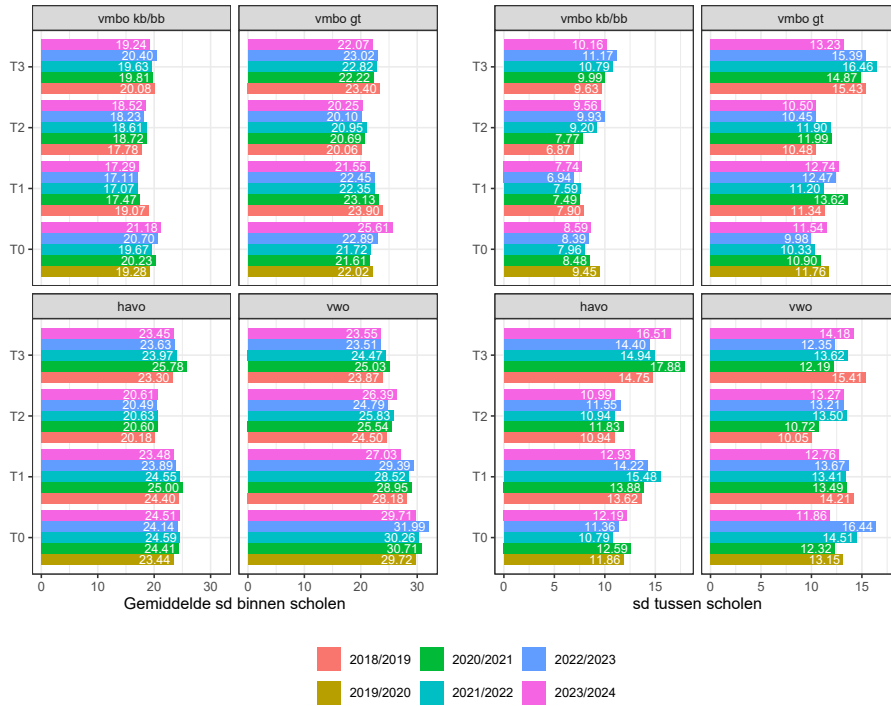 vmbo kb/bb vmbo gt vmbo kb/bb vmbo gt
T3 19.24 22.07 10.16 13.23
20.40 23.02 11.17 15.39
19.63 22.82 10.79 16.46
19.81 22.22 9.99 14.87
20.08 23.40 9.63 15.43
T2 18.52 20.25 9.56 10.50
18.23 20.10 9.93 10.45
18.61 20.95 9.20 11.90
18.72 20.69 7.77 11.99
17.78 20.06 6.87 10.48
T1 17.29 21.55 7.74 12.74
17.11 22.45 6.94 12.47
17.07 22.35 7.59 11.20
17.47 23.13 7.49 13.62
19.07 23.90 7.90 11.34
T0 21.18 25.61 8.59 11.54
20.70 22.89 8.39 9.98
19.67 21.72 7.96 10.33
20.23 21.61 8.48 10.90
19.28 22.02 9.45 11.76
havo vwo havo vwo
T3 23.45 23.55 16.51 14.18
23.63 23.51 14.40 12.35
23.97 24.47 14.94 13.62
25.78 25.03 17.88 12.19
23.30 23.87 14.75 15.41
T2 20.61 26.39 10.99 13.27
20.49 24.79 11.55 13.21
20.63 25.83 10.94 13.50
20.60 25.54 11.83 10.72
20.18 24.50 10.94 10.05
T1 23.48 27.03 12.93 12.76
23.89 29.39 14.22 13.67
24.55 28.52 15.48 13.41
25.00 28.95 13.88 13.49
24.40 28.18 13.62 14.21
T0 24.51 29.71 12.19 11.86
24.14 31.99 11.36 16.44
24.59 30.26 10.79 14.51
24.41 30.71 12.59 12.32
23.44 29.72 11.86 13.15
0 10 20 30 0 10 20 30 0 5 10 15 0 5 10 15
Gemiddelde sd binnen scholen sd tussen scholen
2018/2019 2020/2021 2022/2023
2019/2020 2021/2022 2023/2024